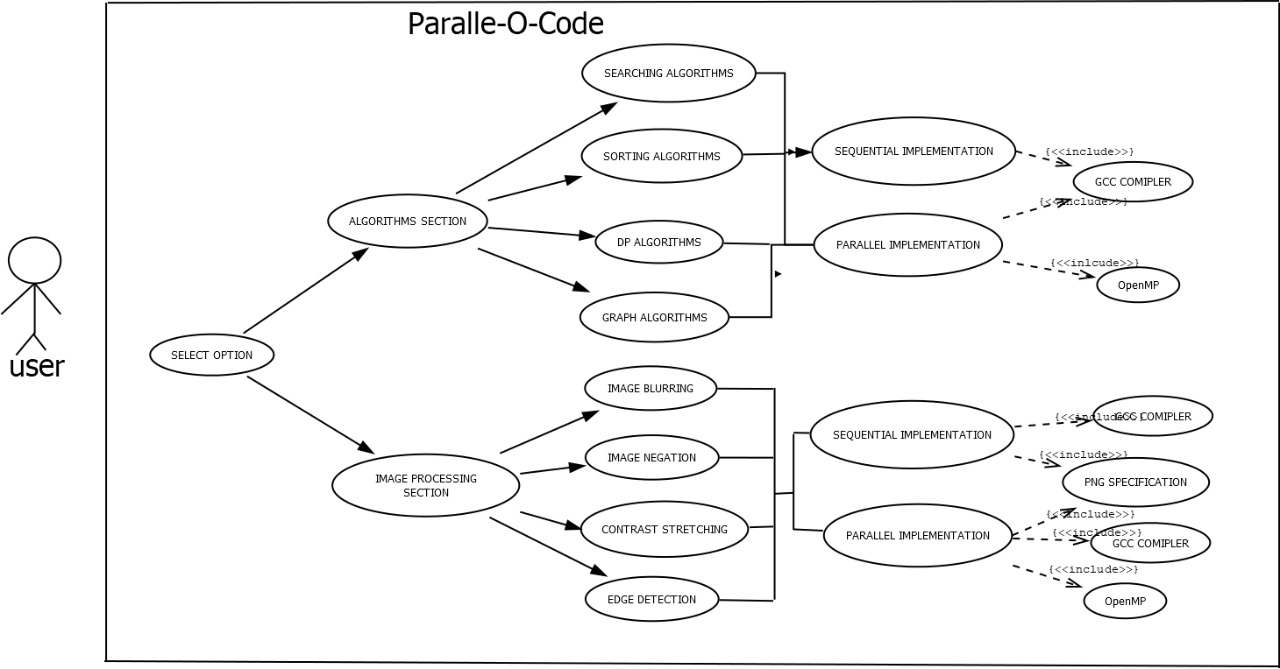 Paralle-O-Code
SEARCHING ALGORITHMS
SORTING ALGORITHMS
SEQUENTIAL IMPLEMENTATION
{<<include>>}
GCC COMIPLER
{<<include>>}
ALGORITHMS SECTION
DP ALGORITHMS
PARALLEL IMPLEMENTATION
{<<inlcude>>}
OpenMP
GRAPH ALGORITHMS
user
SELECT OPTION
IMAGE BLURRING
SEQUENTIAL IMPLEMENTATION
{<<include>>}
GCC COMIPLER
IMAGE NEGATION
{<<include>>}
PNG SPECIFICATION
IMAGE PROCESSING
SECTION
CONTRAST STRETCHING
PARALLEL IMPLEMENTATION
{<<include>>}
{<<include>>}
GCC COMIPLER
{<<include>>}
EDGE DETECTION
OpenMP